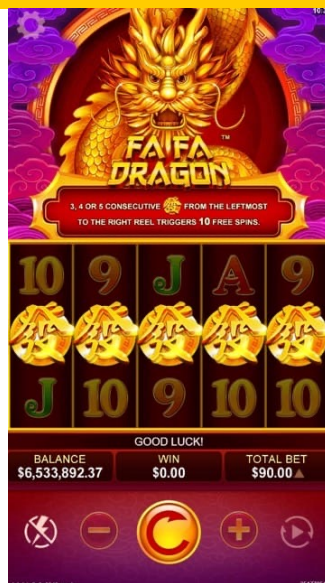 FA FA
DRAGON™
3, 4 OR 5 CONSECUTIVE 發 FROM THE LEFTMOST
TO THE RIGHT REEL TRIGGERS 10 FREE SPINS.
10 9 J A 9
發 發 發 發 發
J 10 9 10 10
GOOD LUCK!
BALANCE WIN TOTAL BET
$6,533,892.37 $0.00 $90.00